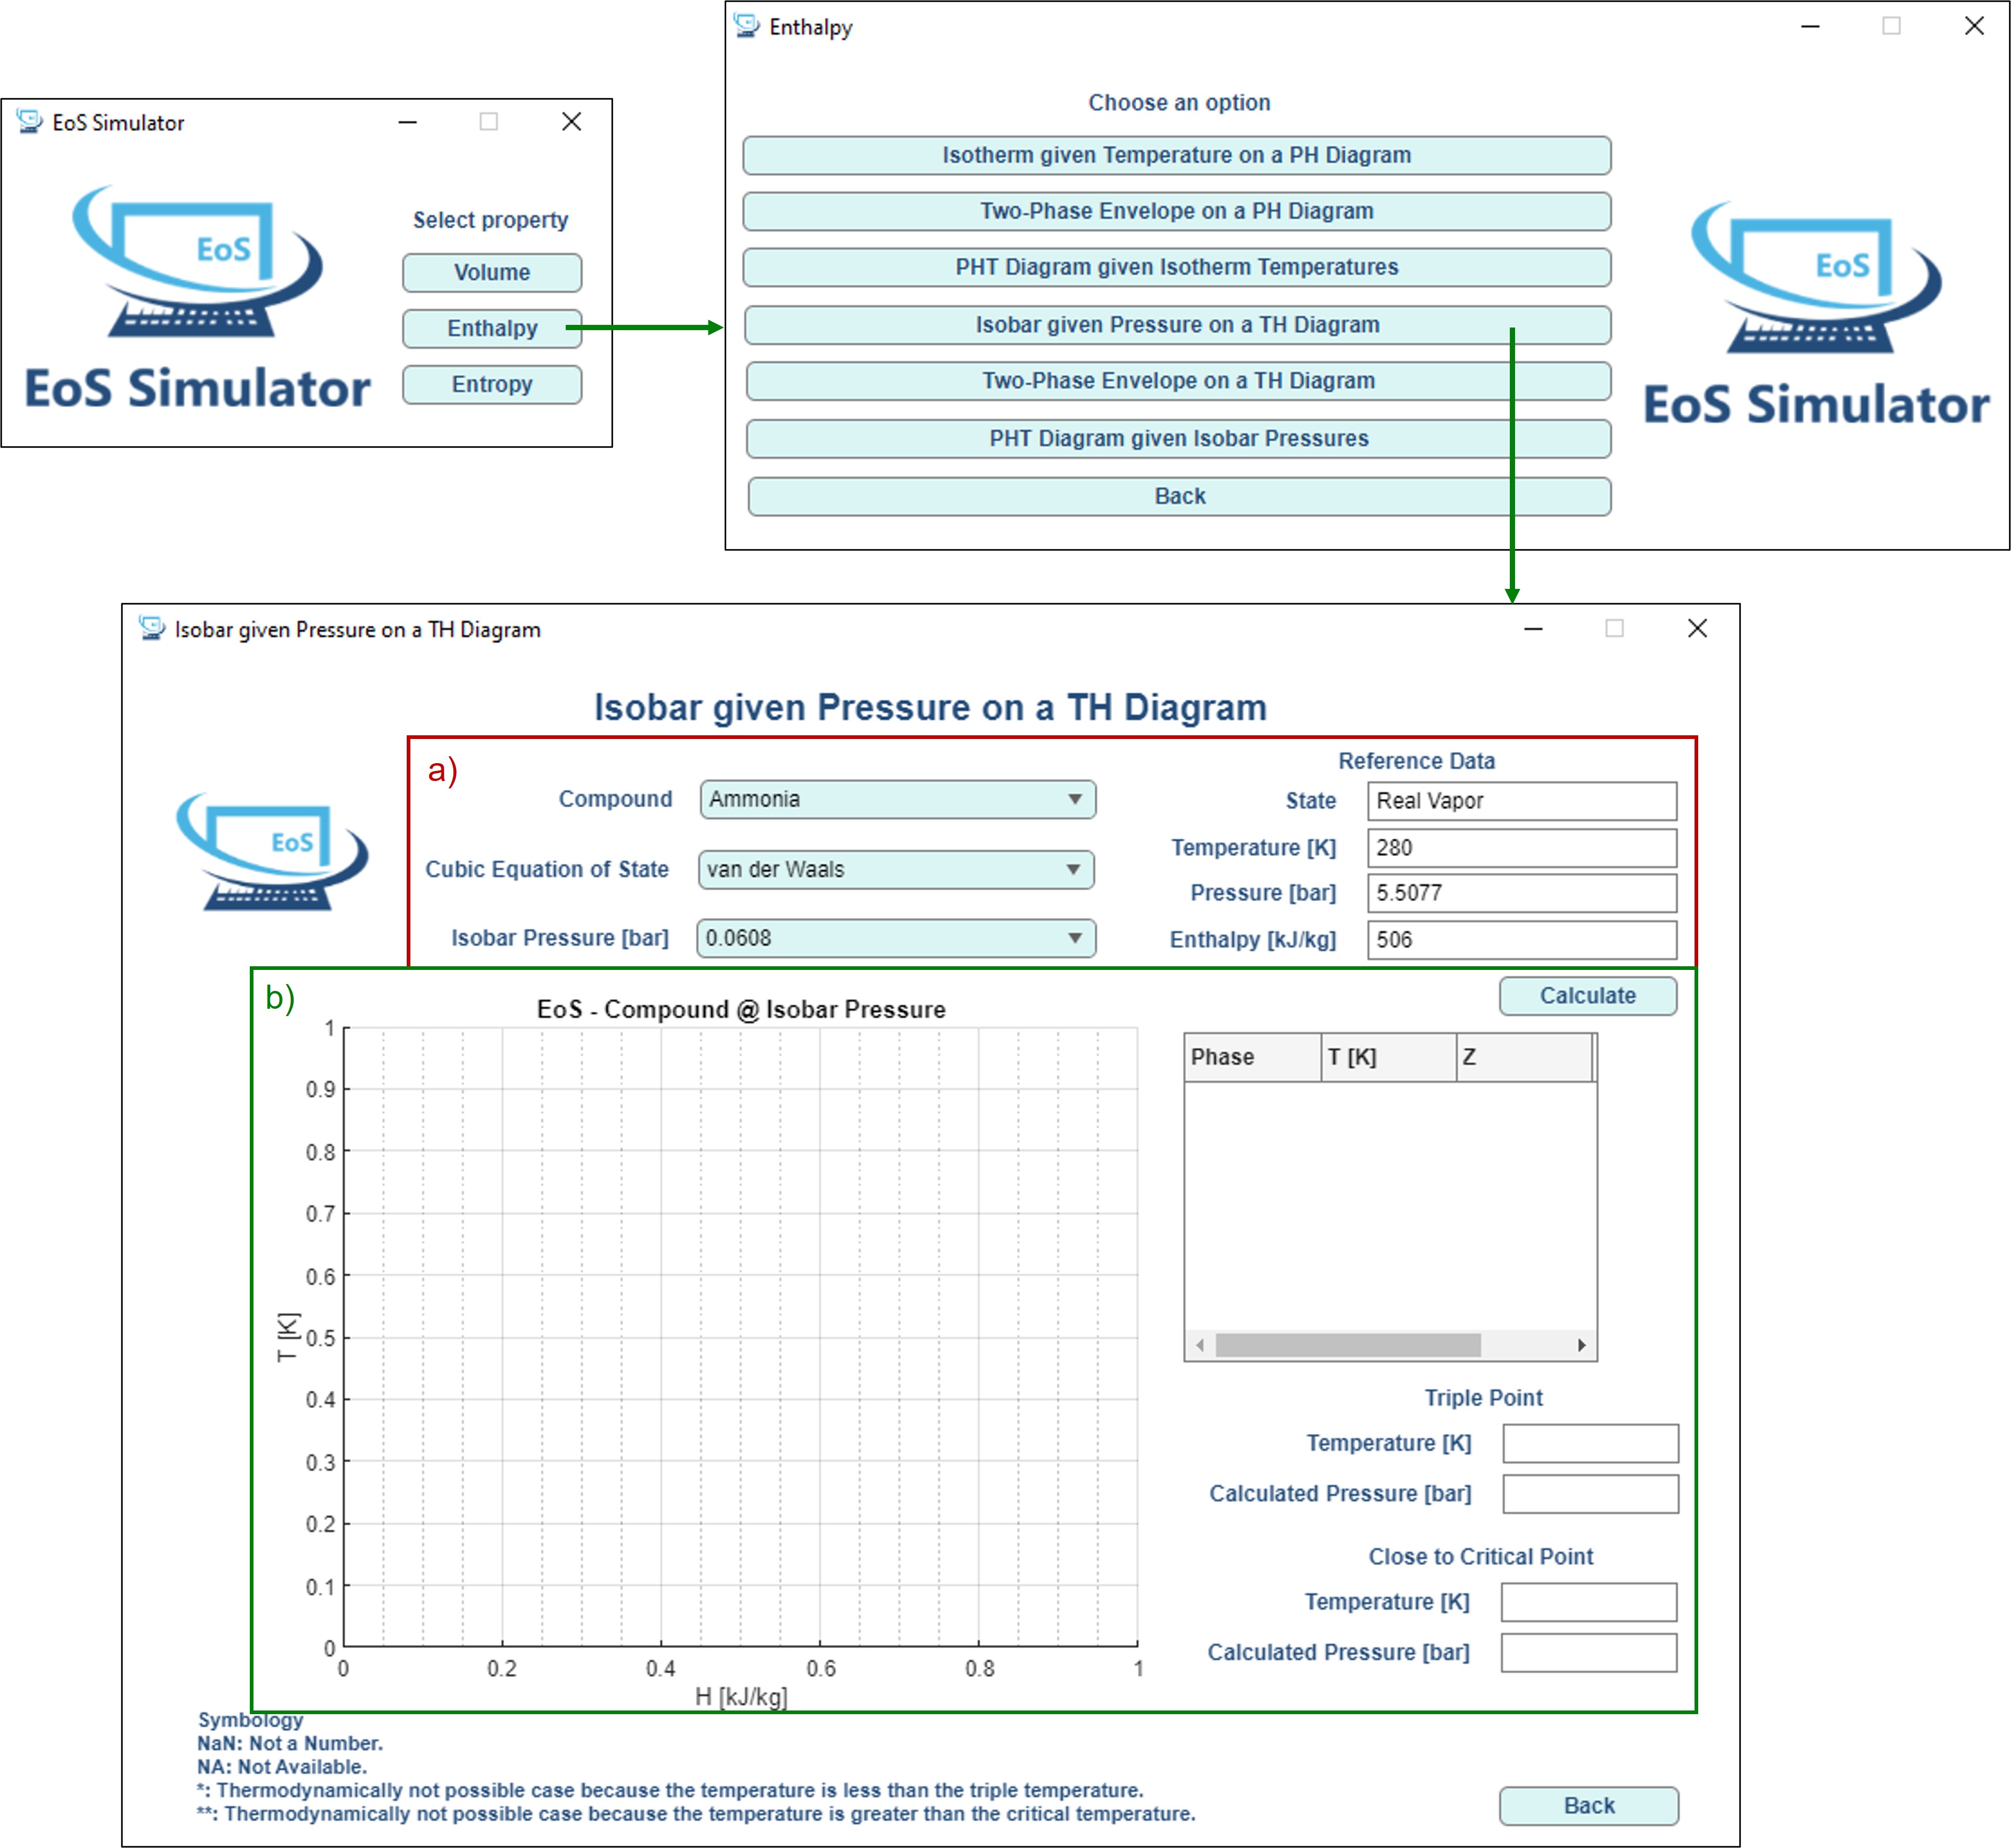 EoS Simulator
EoS
EoS Simulator
Select property
Volume
Enthalpy
Entropy
Enthalpy
Choose an option
Isotherm given Temperature on a PH Diagram
Two-Phase Envelope on a PH Diagram
PHT Diagram given Isotherm Temperatures
Isobar given Pressure on a TH Diagram
Two-Phase Envelope on a TH Diagram
PHT Diagram given Isobar Pressures
Back
EoS
EoS Simulator
Isobar given Pressure on a TH Diagram
Isobar given Pressure on a TH Diagram
EoS
a)
Compound Ammonia
Cubic Equation of State van der Waals
Isobar Pressure [bar] 0.0608
Reference Data
State Real Vapor
Temperature [K] 280
Pressure [bar] 5.5077
Enthalpy [kJ/kg] 506
b)
Calculate
EoS - Compound @ Isobar Pressure
1
0.9
0.8
0.7
0.6
0.5
0.4
0.3
0.2
0.1
0
T [K]
0 0.2 0.4 0.6 0.8 1
H [kJ/kg]
Phase T [K] Z
Triple Point
Temperature [K]
Calculated Pressure [bar]
Close to Critical Point
Temperature [K]
Calculated Pressure [bar]
Symbology
NaN: Not a Number.
NA: Not Available.
*: Thermodynamically not possible case because the temperature is less than the triple temperature.
**: Thermodynamically not possible case because the temperature is greater than the critical temperature.
Back